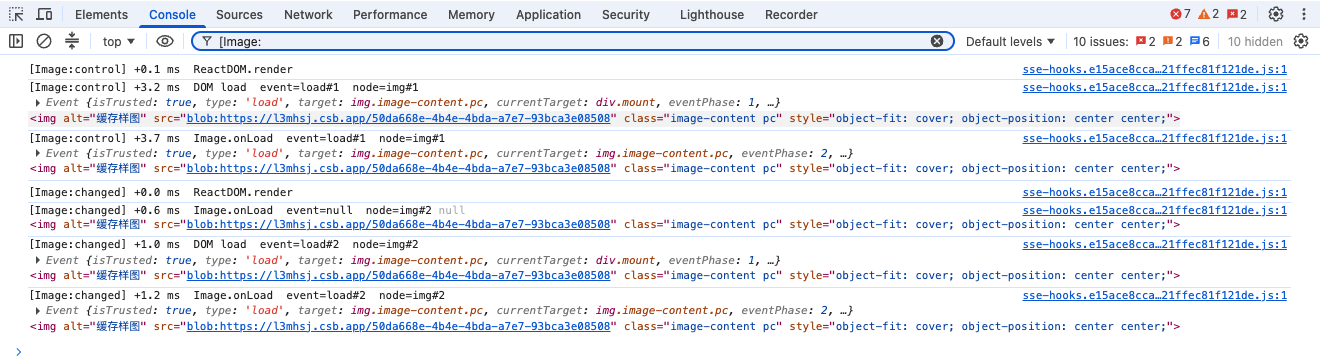 Elements Console Sources Network Performance Memory Application Security Lighthouse Recorder 7 2 2
top [Image: Default levels 10 issues: 2 2 6 10 hidden
[Image:control] +0.1 ms ReactDOM.render sse-hooks.e15ace8cca…21ffec81f121de.js:1
[Image:control] +3.2 ms DOM load event=load#1 node=img#1 sse-hooks.e15ace8cca…21ffec81f121de.js:1
Event {isTrusted: true, type: 'load', target: img.image-content.pc, currentTarget: div.mount, eventPhase: 1, …}
<img alt="缓存样图" src="blob:https://l3mhsj.csb.app/50da668e-4b4e-4bda-a7e7-93bca3e08508" class="image-content pc" style="object-fit: cover; object-position: center center;">
[Image:control] +3.7 ms Image.onLoad event=load#1 node=img#1 sse-hooks.e15ace8cca…21ffec81f121de.js:1
Event {isTrusted: true, type: 'load', target: img.image-content.pc, currentTarget: img.image-content.pc, eventPhase: 2, …}
<img alt="缓存样图" src="blob:https://l3mhsj.csb.app/50da668e-4b4e-4bda-a7e7-93bca3e08508" class="image-content pc" style="object-fit: cover; object-position: center center;">
[Image:changed] +0.0 ms ReactDOM.render sse-hooks.e15ace8cca…21ffec81f121de.js:1
[Image:changed] +0.6 ms Image.onLoad event=null node=img#2 null sse-hooks.e15ace8cca…21ffec81f121de.js:1
<img alt="缓存样图" src="blob:https://l3mhsj.csb.app/50da668e-4b4e-4bda-a7e7-93bca3e08508" class="image-content pc" style="object-fit: cover; object-position: center center;">
[Image:changed] +1.0 ms DOM load event=load#2 node=img#2 sse-hooks.e15ace8cca…21ffec81f121de.js:1
Event {isTrusted: true, type: 'load', target: img.image-content.pc, currentTarget: div.mount, eventPhase: 1, …}
<img alt="缓存样图" src="blob:https://l3mhsj.csb.app/50da668e-4b4e-4bda-a7e7-93bca3e08508" class="image-content pc" style="object-fit: cover; object-position: center center;">
[Image:changed] +1.2 ms Image.onLoad event=load#2 node=img#2 sse-hooks.e15ace8cca…21ffec81f121de.js:1
Event {isTrusted: true, type: 'load', target: img.image-content.pc, currentTarget: img.image-content.pc, eventPhase: 2, …}
<img alt="缓存样图" src="blob:https://l3mhsj.csb.app/50da668e-4b4e-4bda-a7e7-93bca3e08508" class="image-content pc" style="object-fit: cover; object-position: center center;">